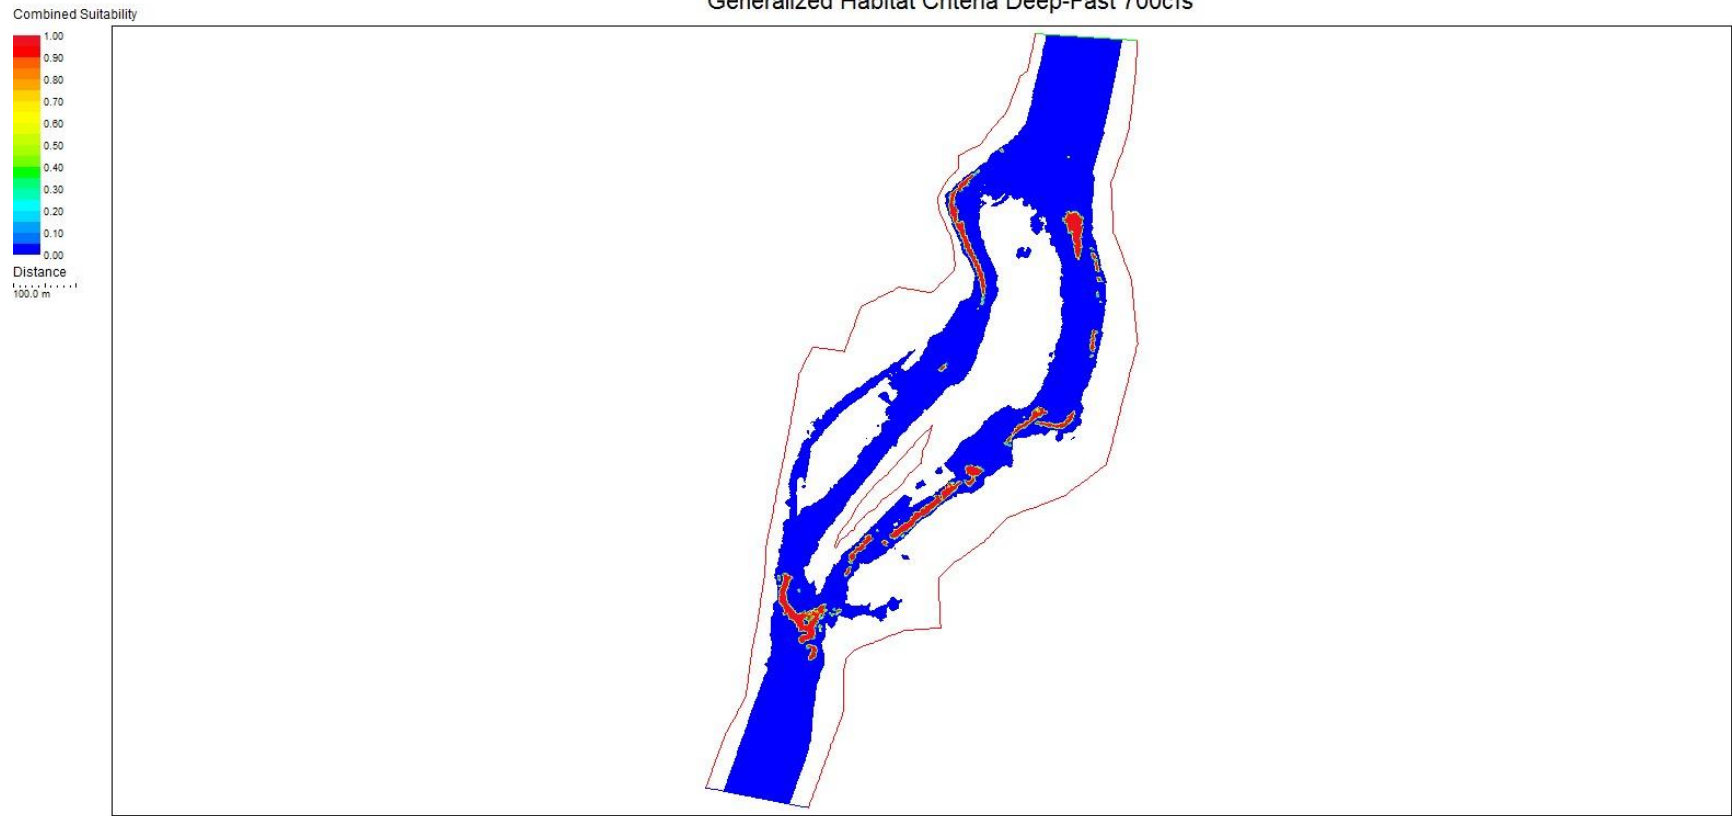 Generalized Habitat Criteria Deep-Fast 700cfs
Combined Suitability
1.00
0.90
0.80
0.70
0.60
0.50
0.40
0.30
0.20
0.10
0.00
Distance
100.0 m